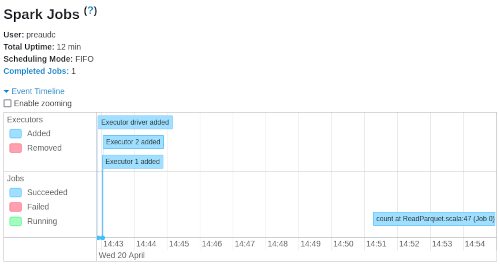 Spark Jobs (?)
User: preaudc
Total Uptime: 12 min
Scheduling Mode: FIFO
Completed Jobs: 1
Event Timeline
Enable zooming
Executors
Added
Removed
Executor driver added
Executor 2 added
Executor 1 added
Jobs
Succeeded
Failed
Running
count at ReadParquet.scala:47 (Job 0)
14:43 14:44 14:45 14:46 14:47 14:48 14:49 14:50 14:51 14:52 14:53 14:54
Wed 20 April